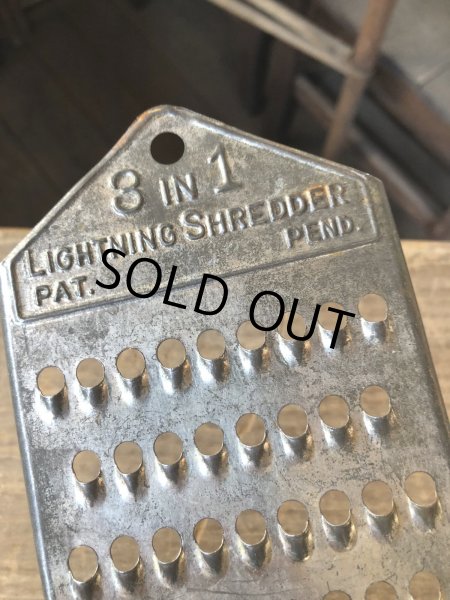 3 IN 1
LIGHTNING SHREDDER
PAT. PEND.
SOLD OUT